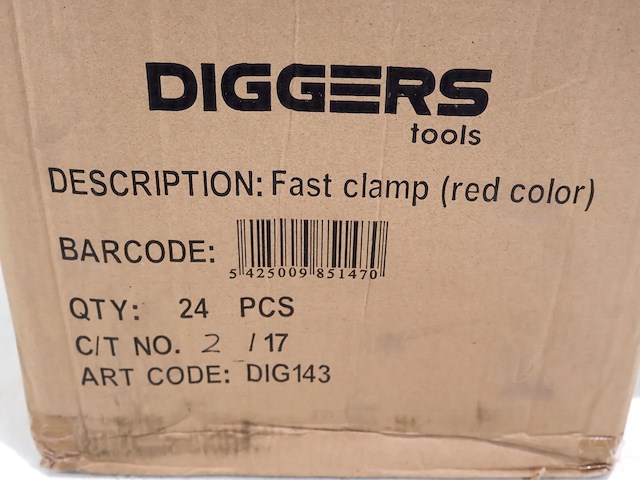 DIGGERS
tools
DESCRIPTION: Fast clamp (red color)
BARCODE:
5 425009 851470
QTY: 24 PCS
C/T NO. 2 / 17
ART CODE: DIG143